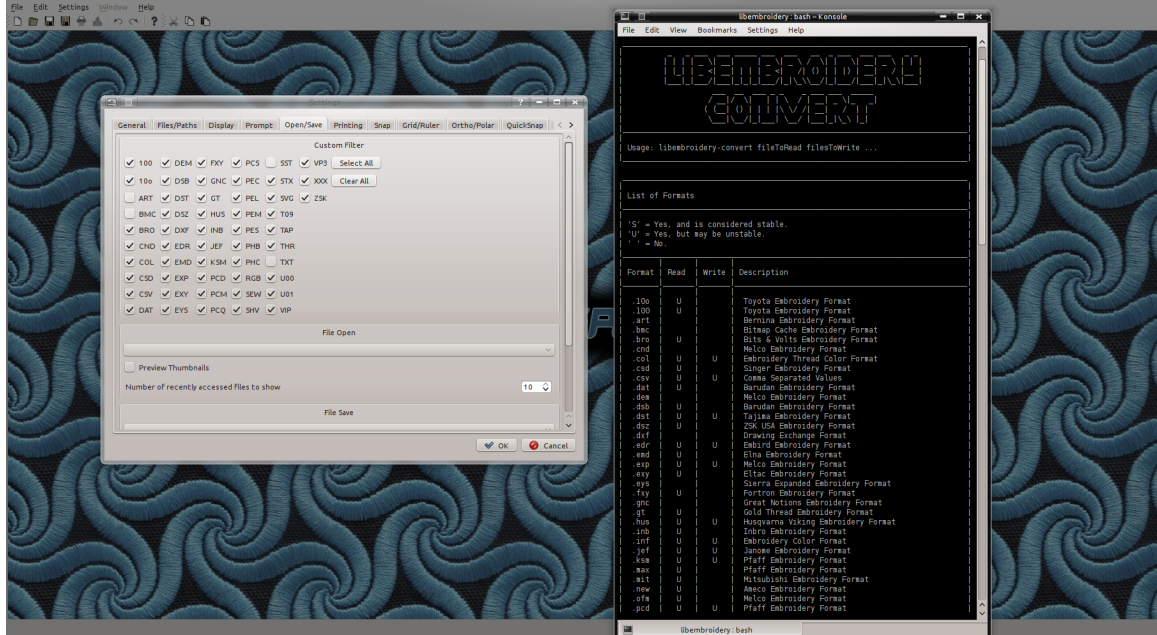 File Edit Settings Window Help
Settings
General Files/Paths Display Prompt Open/Save Printing Snap Grid/Ruler Ortho/Polar QuickSnap
Custom Filter
100 DEM FXY PCS SST VP3 Select All
10o DSB GNC PEC STX XXX Clear All
ART DST GT PEL SVG ZSK
BMC DSZ HUS PEM T09
BRO DXF INB PES TAP
CND EDR JEF PHB THR
COL EMD KSM PHC TXT
CSD EXP PCD RGB U00
CSV EXY PCM SEW U01
DAT EYS PCQ SHV VIP
File Open
Preview Thumbnails
Number of recently accessed files to show 10
File Save
OK Cancel
libembroidery : bash – Konsole
File Edit View Bookmarks Settings Help
LIBEMBROIDERY
CONVERT
Usage: libembroidery-convert fileToRead filesToWrite ...
List of Formats
'S' = Yes, and is considered stable.
'U' = Yes, but may be unstable.
' ' = No.
Format | Read | Write | Description
.10o | U | | Toyota Embroidery Format
.100 | U | | Toyota Embroidery Format
.art | | | Bernina Embroidery Format
.bmc | | | Bitmap Cache Embroidery Format
.bro | U | | Bits & Volts Embroidery Format
.cnd | | | Melco Embroidery Format
.col | U | U | Embroidery Thread Color Format
.csd | U | | Singer Embroidery Format
.csv | U | U | Comma Separated Values
.dat | U | | Barudan Embroidery Format
.dem | | | Melco Embroidery Format
.dsb | U | | Barudan Embroidery Format
.dst | U | U | Tajima Embroidery Format
.dsz | U | | ZSK USA Embroidery Format
.dxf | | | Drawing Exchange Format
.edr | U | U | Embird Embroidery Format
.emd | U | | Elna Embroidery Format
.exp | U | U | Melco Embroidery Format
.exy | U | | Eltac Embroidery Format
.eys | | | Sierra Expanded Embroidery Format
.fxy | U | | Fortron Embroidery Format
.gnc | | | Great Notions Embroidery Format
.gt | U | | Gold Thread Embroidery Format
.hus | U | U | Husqvarna Viking Embroidery Format
.inb | U | | Inbro Embroidery Format
.inf | U | U | Embroidery Color Format
.jef | U | U | Janome Embroidery Format
.ksm | U | U | Pfaff Embroidery Format
.max | U | | Pfaff Embroidery Format
.mit | U | | Mitsubishi Embroidery Format
.new | U | | Ameco Embroidery Format
.ofm | U | | Melco Embroidery Format
.pcd | U | U | Pfaff Embroidery Format
libembroidery : bash